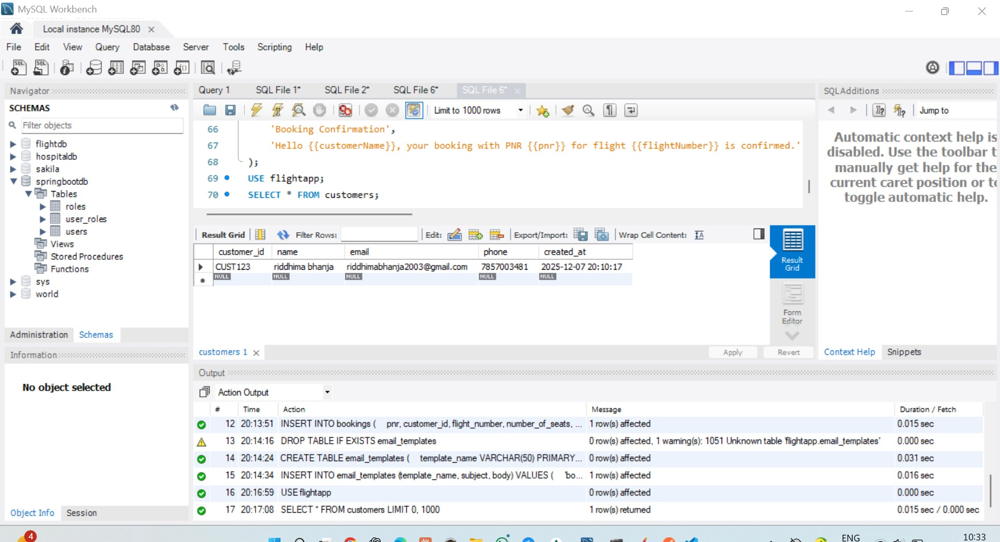 MySQL Workbench
Local instance MySQL80
File Edit View Query Database Server Tools Scripting Help
Navigator
SCHEMAS
Filter objects
flightdb
hospitaldb
sakila
springbootdb
Tables
roles
user_roles
users
Views
Stored Procedures
Functions
sys
world
Administration Schemas
Information
No object selected
Object Info Session
Query 1 SQL File 1* SQL File 2* SQL File 6* SQL File 6*
Limit to 1000 rows
66 'Booking Confirmation',
67 'Hello {{customerName}}, your booking with PNR {{pnr}} for flight {{flightNumber}} is confirmed.'
68 );
69 USE flightapp;
70 SELECT * FROM customers;
Result Grid Filter Rows: Edit: Export/Import: Wrap Cell Content:
customer_id name email phone created_at
CUST123 riddhima bhanja riddhimabhanja2003@gmail.com 7857003481 2025-12-07 20:10:17
NULL NULL NULL NULL NULL
Result Grid
Form Editor
customers 1 Apply Revert
SQLAdditions
Jump to
Automatic context help is
disabled. Use the toolbar t
manually get help for the
current caret position or to
toggle automatic help.
Context Help Snippets
Output
Action Output
# Time Action Message Duration / Fetch
12 20:13:51 INSERT INTO bookings ( pnr, customer_id, flight_number, number_of_seats, ... 1 row(s) affected 0.015 sec
13 20:14:16 DROP TABLE IF EXISTS email_templates 0 row(s) affected, 1 warning(s): 1051 Unknown table 'flightapp.email_templates' 0.000 sec
14 20:14:24 CREATE TABLE email_templates ( template_name VARCHAR(50) PRIMARY... 0 row(s) affected 0.031 sec
15 20:14:34 INSERT INTO email_templates (template_name, subject, body) VALUES ( 'bo... 1 row(s) affected 0.016 sec
16 20:16:59 USE flightapp 0 row(s) affected 0.000 sec
17 20:17:08 SELECT * FROM customers LIMIT 0, 1000 1 row(s) returned 0.015 sec / 0.000 sec
4
ENG
10:33